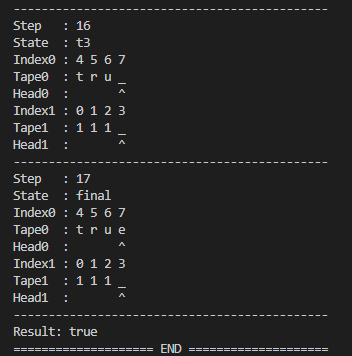 ---------------------------------------------
Step   : 16
State  : t3
Index0 : 4 5 6 7
Tape0  : t r u _
Head0  :       ^
Index1 : 0 1 2 3
Tape1  : 1 1 1 _
Head1  :       ^
---------------------------------------------
Step   : 17
State  : final
Index0 : 4 5 6 7
Tape0  : t r u e
Head0  :       ^
Index1 : 0 1 2 3
Tape1  : 1 1 1 _
Head1  :       ^
---------------------------------------------
Result: true
==================== END ====================